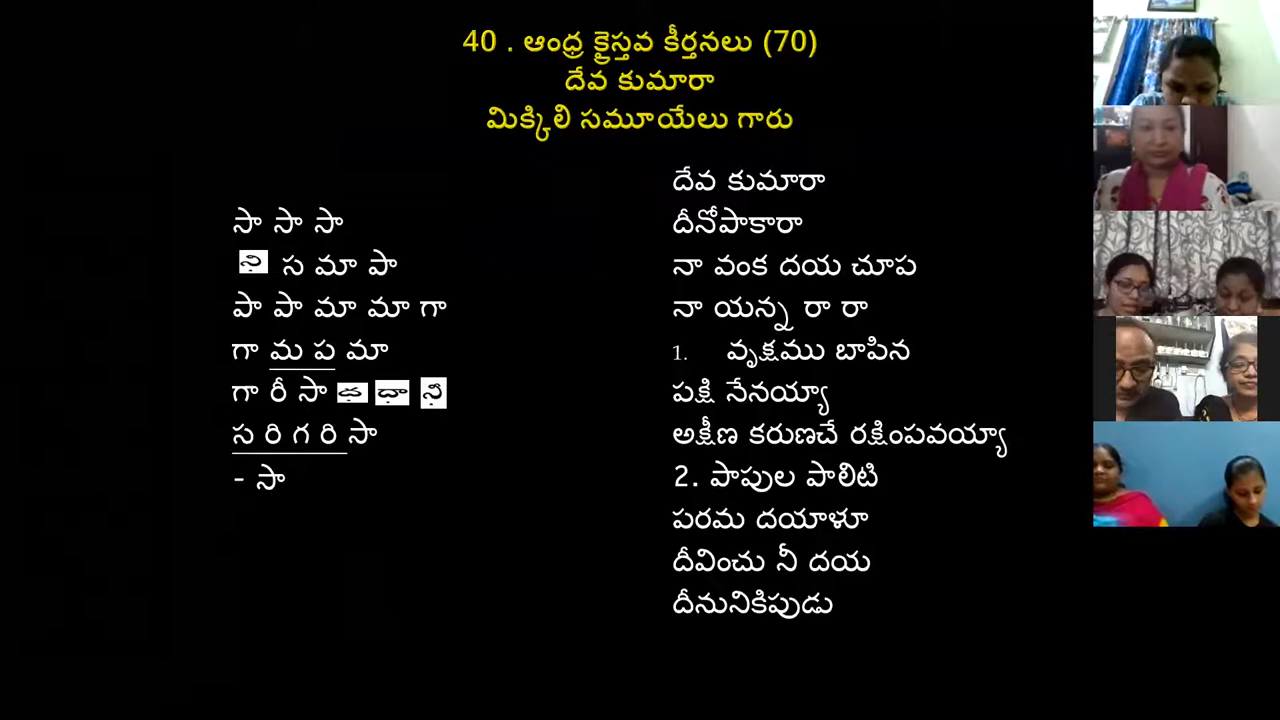 40 . ఆంధ్ర క్రైస్తవ కీర్తనలు (70)
దేవ కుమారా
మిక్కిలి సమూయేలు గారు
సా సా సా
ని స మా పా
పా పా మా మా గా
గా మ ప మా
గా రీ సా ధా నీ
స రి గ రి సా
- సా
దేవ కుమారా
దీనోపాకారా
నా వంక దయ చూప
నా యన్న రా రా
1. వృక్షము బాపిన
పక్షి నేనయ్యా
అక్షీణ కరుణచే రక్షింపవయ్యా
2. పాపుల పాలిటి
పరమ దయాళూ
దీవించు నీ దయ
దీనునికిపుడు